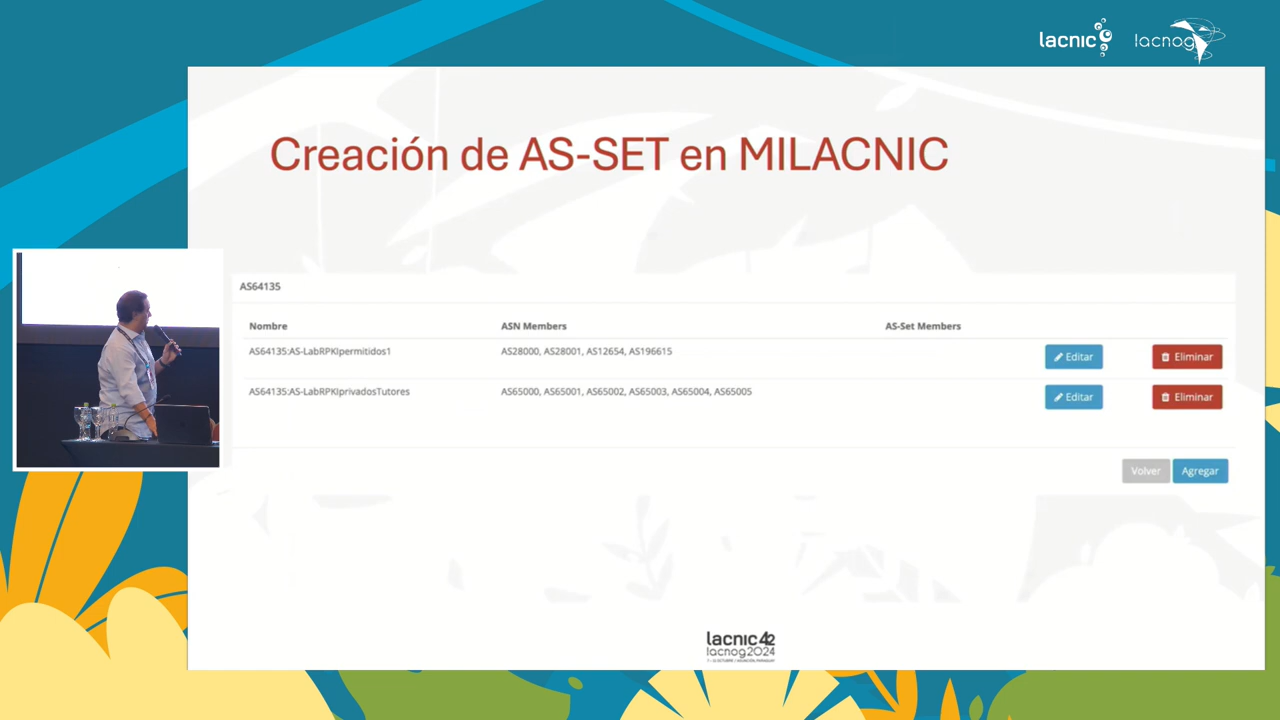 lacnic
lacnog
Creación de AS-SET en MILACNIC
AS64135
Nombre ASN Members AS-Set Members
AS64135:AS-LabRPKIpermitidos1 AS28000, AS28001, AS12654, AS196615 Editar Eliminar
AS64135:AS-LabRPKIprivadosTutores AS65000, AS65001, AS65002, AS65003, AS65004, AS65005 Editar Eliminar
Volver Agregar
lacnic42
lacnog2024